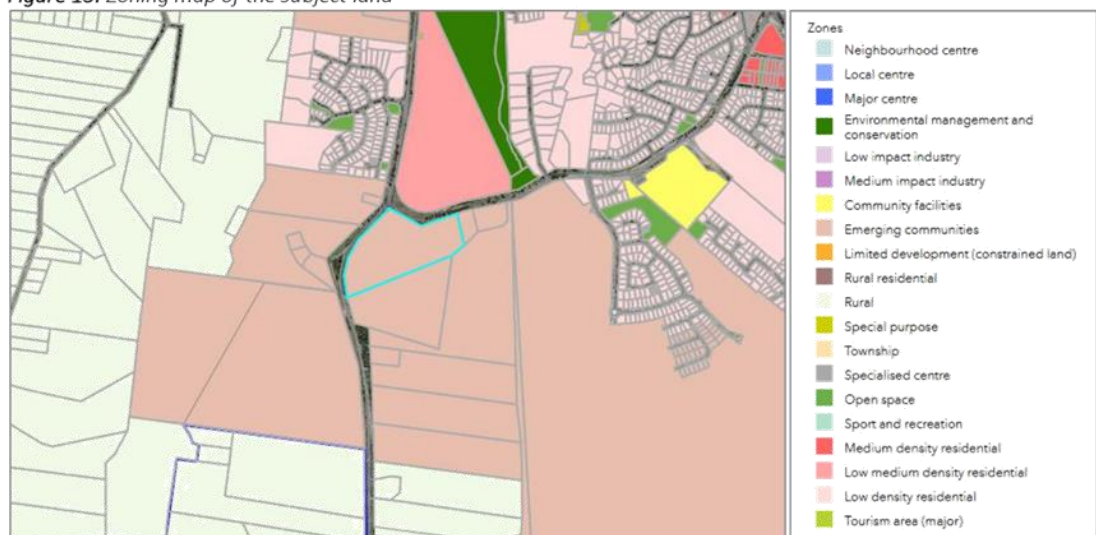 Figure 13: Zoning map of the subject land
Zones
Neighbourhood centre
Local centre
Major centre
Environmental management and
conservation
Low impact industry
Medium impact industry
Community facilities
Emerging communities
Limited development (constrained land)
Rural residential
Rural
Special purpose
Township
Specialised centre
Open space
Sport and recreation
Medium density residential
Low medium density residential
Low density residential
Tourism area (major)